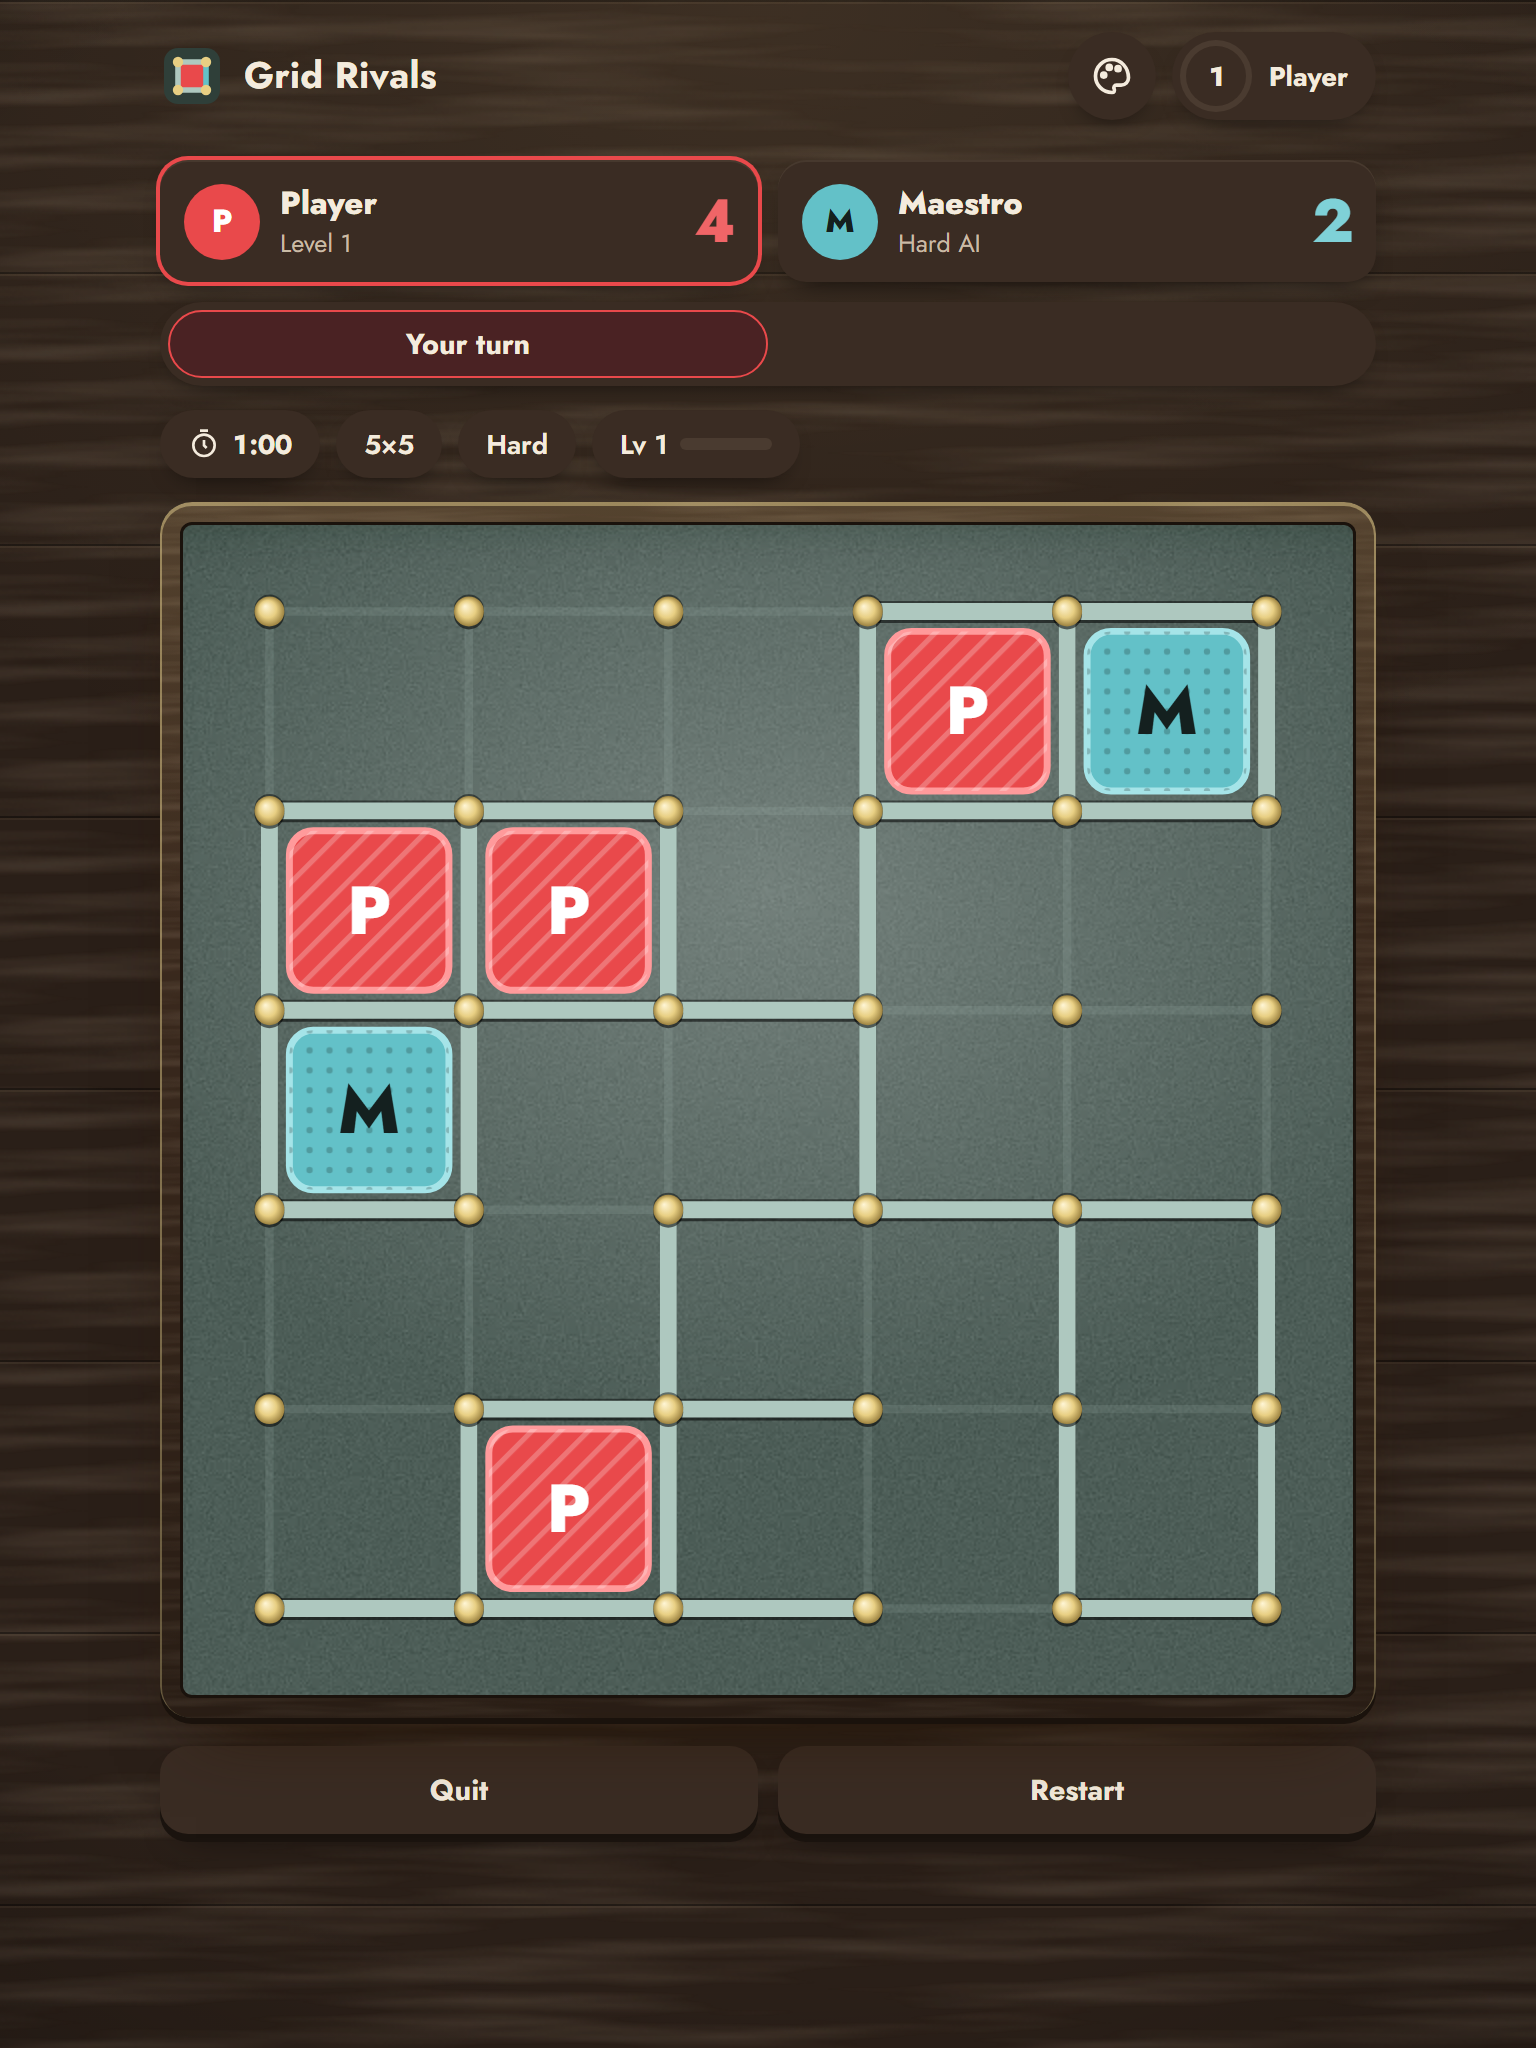 Grid Rivals
1 Player
P Player 4
Level 1
M Maestro 2
Hard AI
Your turn
1:00 5×5 Hard Lv 1
P M
P P
M
P
Quit Restart